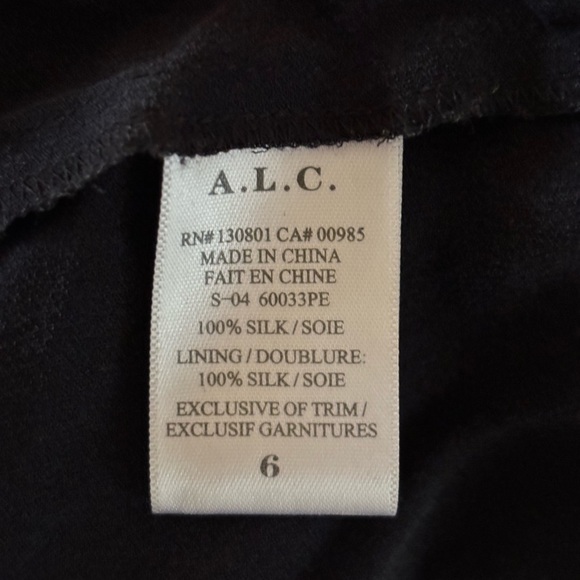 A.L.C.
RN# 130801 CA# 00985
MADE IN CHINA
FAIT EN CHINE
S-04 60033PE
100% SILK / SOIE
LINING / DOUBLURE:
100% SILK / SOIE
EXCLUSIVE OF TRIM /
EXCLUSIF GARNITURES
6